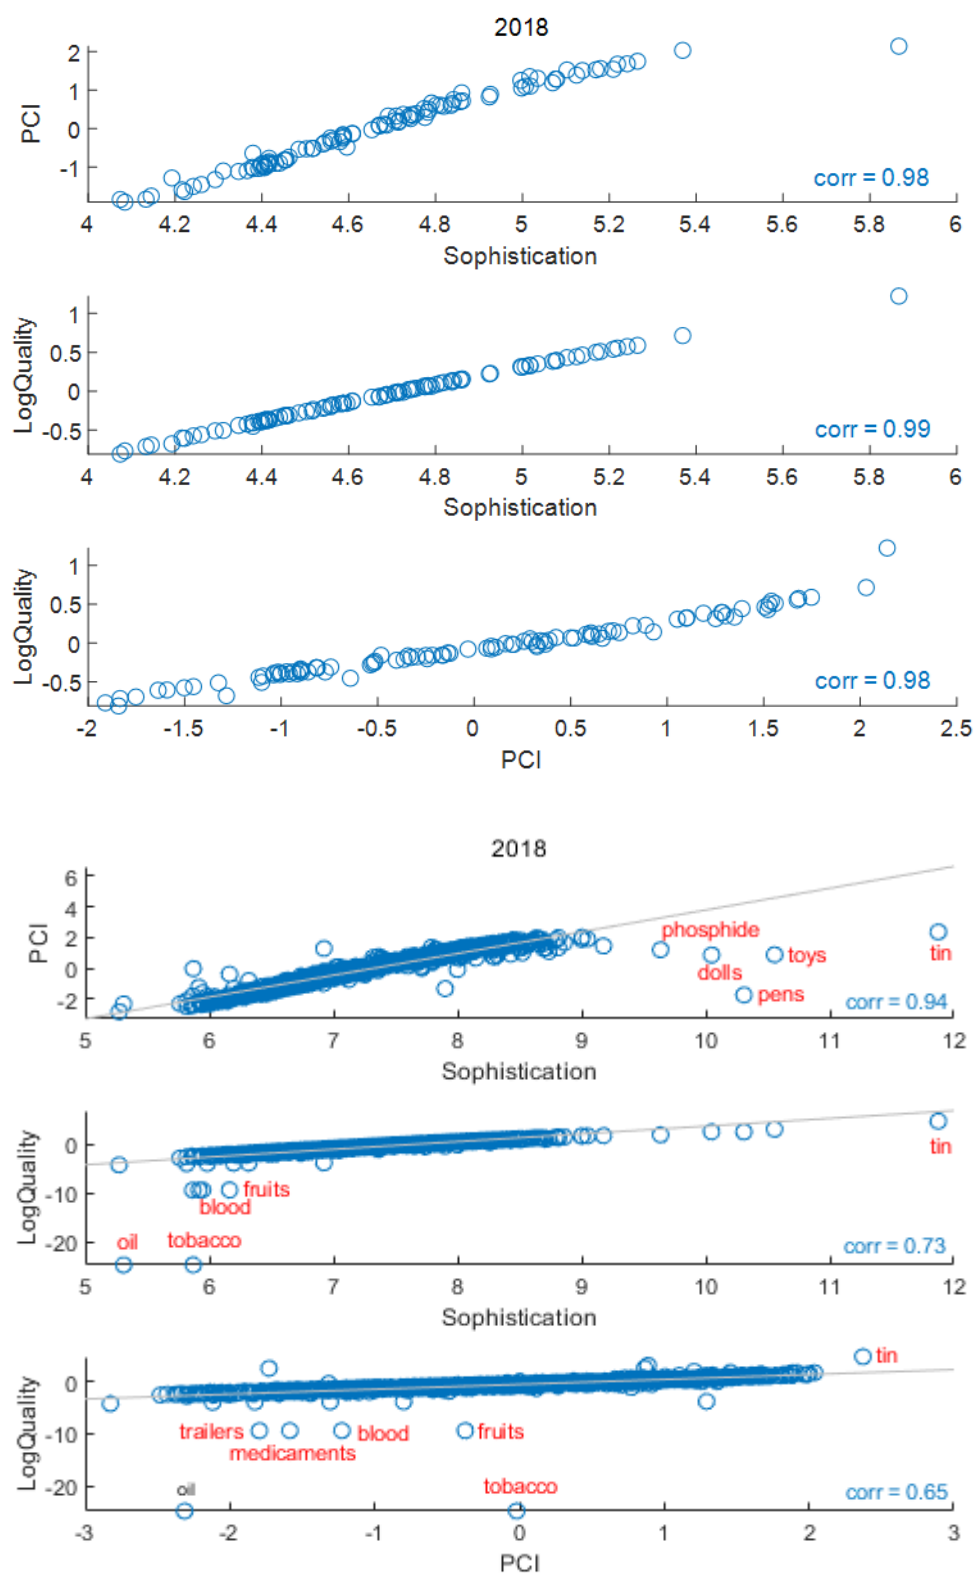 2018
PCI
2
1
0
-1
corr = 0.98
4 4.2 4.4 4.6 4.8 5 5.2 5.4 5.6 5.8 6
Sophistication
LogQuality
1
0.5
0
-0.5
corr = 0.99
4 4.2 4.4 4.6 4.8 5 5.2 5.4 5.6 5.8 6
Sophistication
LogQuality
1
0.5
0
-0.5
corr = 0.98
-2 -1.5 -1 -0.5 0 0.5 1 1.5 2 2.5
PCI
2018
PCI
6
4
2
0
-2
phosphide
dolls
toys
pens
tin
corr = 0.94
5 6 7 8 9 10 11 12
Sophistication
LogQuality
0
-10
-20
tin
fruits
blood
oil tobacco
corr = 0.73
5 6 7 8 9 10 11 12
Sophistication
LogQuality
0
-10
-20
tin
trailers
medicaments
blood
fruits
oil
tobacco
corr = 0.65
-3 -2 -1 0 1 2 3
PCI